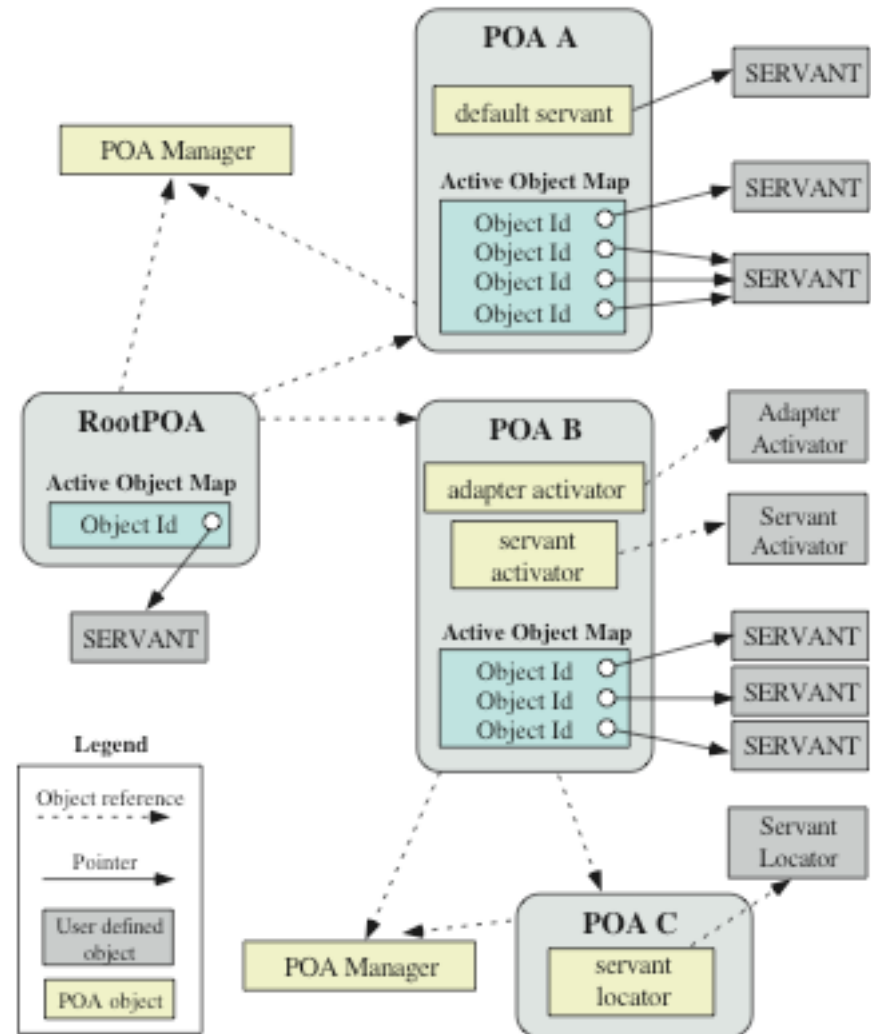 POA A
default servant
SERVANT
POA Manager
Active Object Map
Object Id
Object Id
Object Id
Object Id
SERVANT
SERVANT
RootPOA
Active Object Map
Object Id
SERVANT
POA B
adapter activator
servant
activator
Active Object Map
Object Id
Object Id
Object Id
Adapter
Activator
Servant
Activator
SERVANT
SERVANT
SERVANT
Legend
Object reference
Pointer
User defined
object
POA object
POA Manager
POA C
servant
locator
Servant
Locator